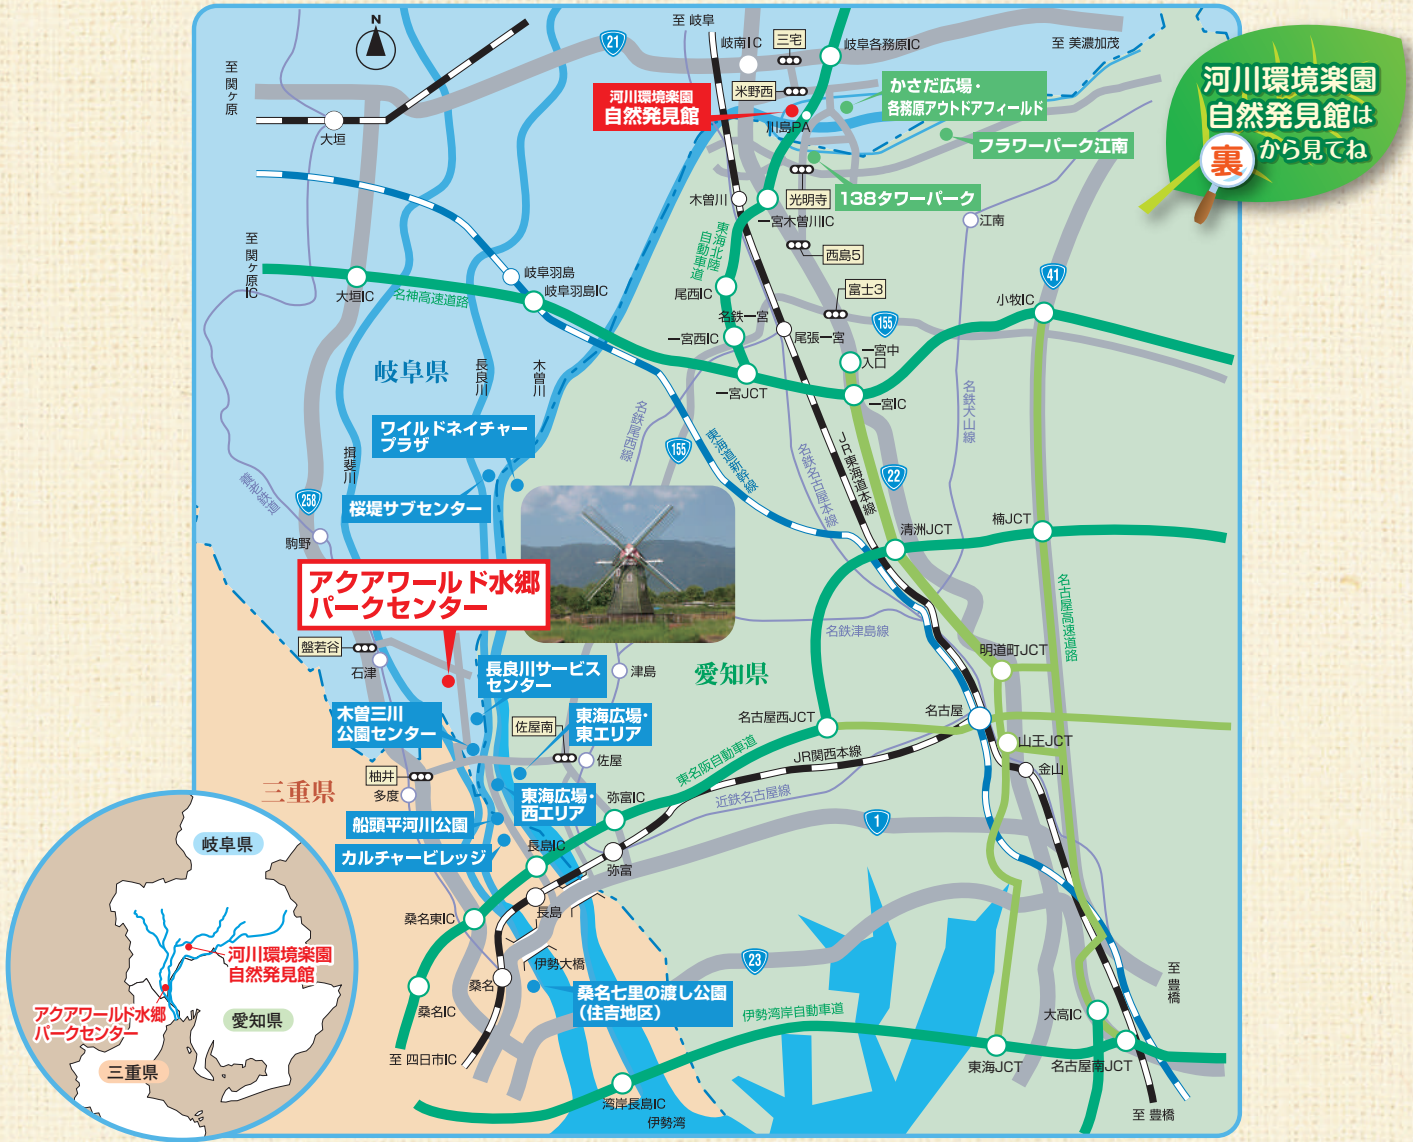 N
至 岐阜
岐南IC
三宅
岐阜各務原IC
至 美濃加茂
21
至 関ヶ原
大垣
米野西
河川環境楽園
自然発見館
川島PA
かさだ広場・
各務原アウトドアフィールド
フラワーパーク江南
河川環境楽園
自然発見館は
裏から見てね
木曽川
光明寺
138タワーパーク
一宮木曽川IC
江南
東海北陸
自動車道
西島5
至 関ヶ原IC
大垣IC
名神高速道路
岐阜羽島
岐阜羽島IC
尾西IC
富士3
41
小牧IC
155
名鉄一宮
一宮西IC
尾張一宮
一宮中
入口
岐阜県
長良川
木曽川
一宮JCT
一宮IC
名鉄犬山線
名鉄尾西線
ワイルドネイチャー
プラザ
155
東海道新幹線
名鉄名古屋本線
JR東海道本線
22
揖斐川
養老鉄道
258
桜堤サブセンター
駒野
清洲JCT
楠JCT
アクアワールド水郷
パークセンター
名古屋高速道路
名鉄津島線
盤若谷
石津
長良川サービス
センター
津島
愛知県
明道町JCT
木曽三川
公園センター
佐屋南
東海広場・
東エリア
名古屋西JCT
名古屋
山王JCT
佐屋
東名阪自動車道
JR関西本線
金山
三重県
柚井
多度
東海広場・
西エリア
弥富IC
近鉄名古屋線
船頭平河川公園
1
カルチャービレッジ
長島IC
弥富
岐阜県
桑名東IC
長島
河川環境楽園
自然発見館
伊勢大橋
23
桑名
至 豊橋
アクアワールド水郷
パークセンター
愛知県
桑名IC
桑名七里の渡し公園
(住吉地区)
伊勢湾岸自動車道
大高IC
三重県
至 四日市IC
東海JCT
名古屋南JCT
湾岸長島IC
伊勢湾
至 豊橋